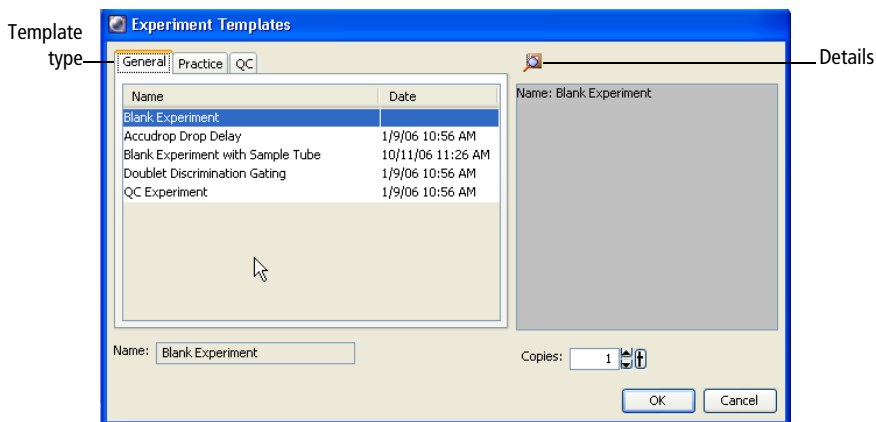 Template
type
Details
Experiment Templates
General Practice QC
Name Date
Blank Experiment
Accudrop Drop Delay 1/9/06 10:56 AM
Blank Experiment with Sample Tube 10/11/06 11:26 AM
Doublet Discrimination Gating 1/9/06 10:56 AM
QC Experiment 1/9/06 10:56 AM
Name: Blank Experiment
Name: Blank Experiment
Copies: 1
OK Cancel